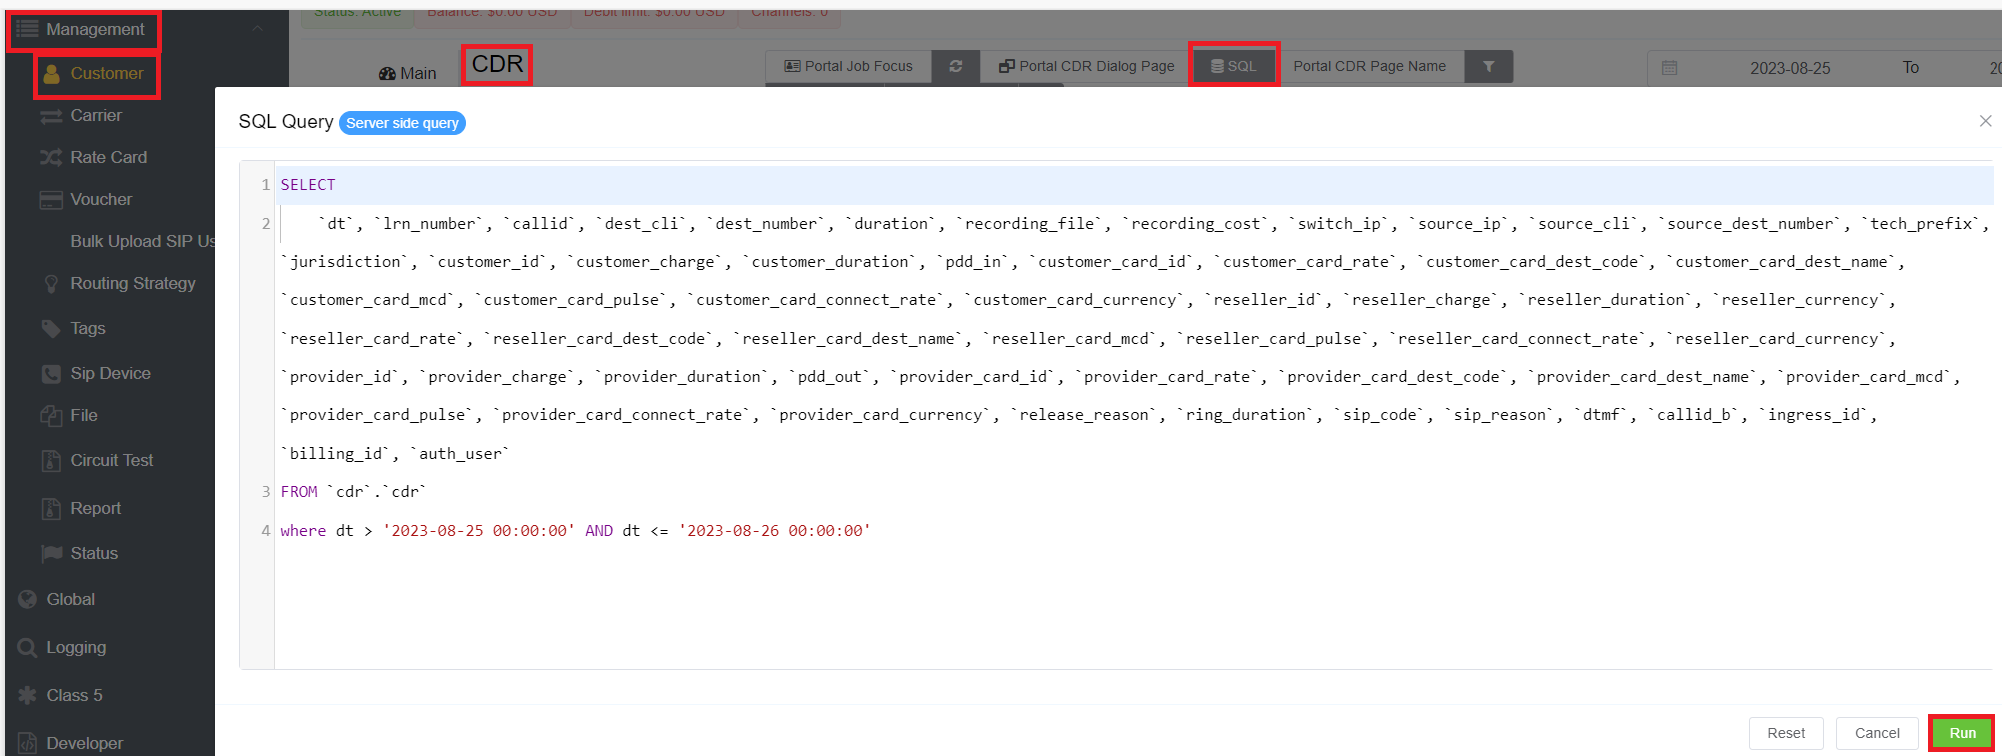 Status: Active Balance: $0.00 USD Debit limit: $0.00 USD Channels: 0
Management
Customer
Carrier
Rate Card
Voucher
Bulk Upload SIP Us
Routing Strategy
Tags
Sip Device
File
Circuit Test
Report
Status
Global
Logging
Class 5
Developer
Main CDR Portal Job Focus Portal CDR Dialog Page SQL Portal CDR Page Name 2023-08-25 To 20
SQL Query Server side query
1 SELECT
2 `dt`, `lrn_number`, `callid`, `dest_cli`, `dest_number`, `duration`, `recording_file`, `recording_cost`, `switch_ip`, `source_ip`, `source_cli`, `source_dest_number`, `tech_prefix`,
`jurisdiction`, `customer_id`, `customer_charge`, `customer_duration`, `pdd_in`, `customer_card_id`, `customer_card_rate`, `customer_card_dest_code`, `customer_card_dest_name`,
`customer_card_mcd`, `customer_card_pulse`, `customer_card_connect_rate`, `customer_card_currency`, `reseller_id`, `reseller_charge`, `reseller_duration`, `reseller_currency`,
`reseller_card_rate`, `reseller_card_dest_code`, `reseller_card_dest_name`, `reseller_card_mcd`, `reseller_card_pulse`, `reseller_card_connect_rate`, `reseller_card_currency`,
`provider_id`, `provider_charge`, `provider_duration`, `pdd_out`, `provider_card_id`, `provider_card_rate`, `provider_card_dest_code`, `provider_card_dest_name`, `provider_card_mcd`,
`provider_card_pulse`, `provider_card_connect_rate`, `provider_card_currency`, `release_reason`, `ring_duration`, `sip_code`, `sip_reason`, `dtmf`, `callid_b`, `ingress_id`,
`billing_id`, `auth_user`
3 FROM `cdr`.`cdr`
4 where dt > '2023-08-25 00:00:00' AND dt <= '2023-08-26 00:00:00'
Reset Cancel Run